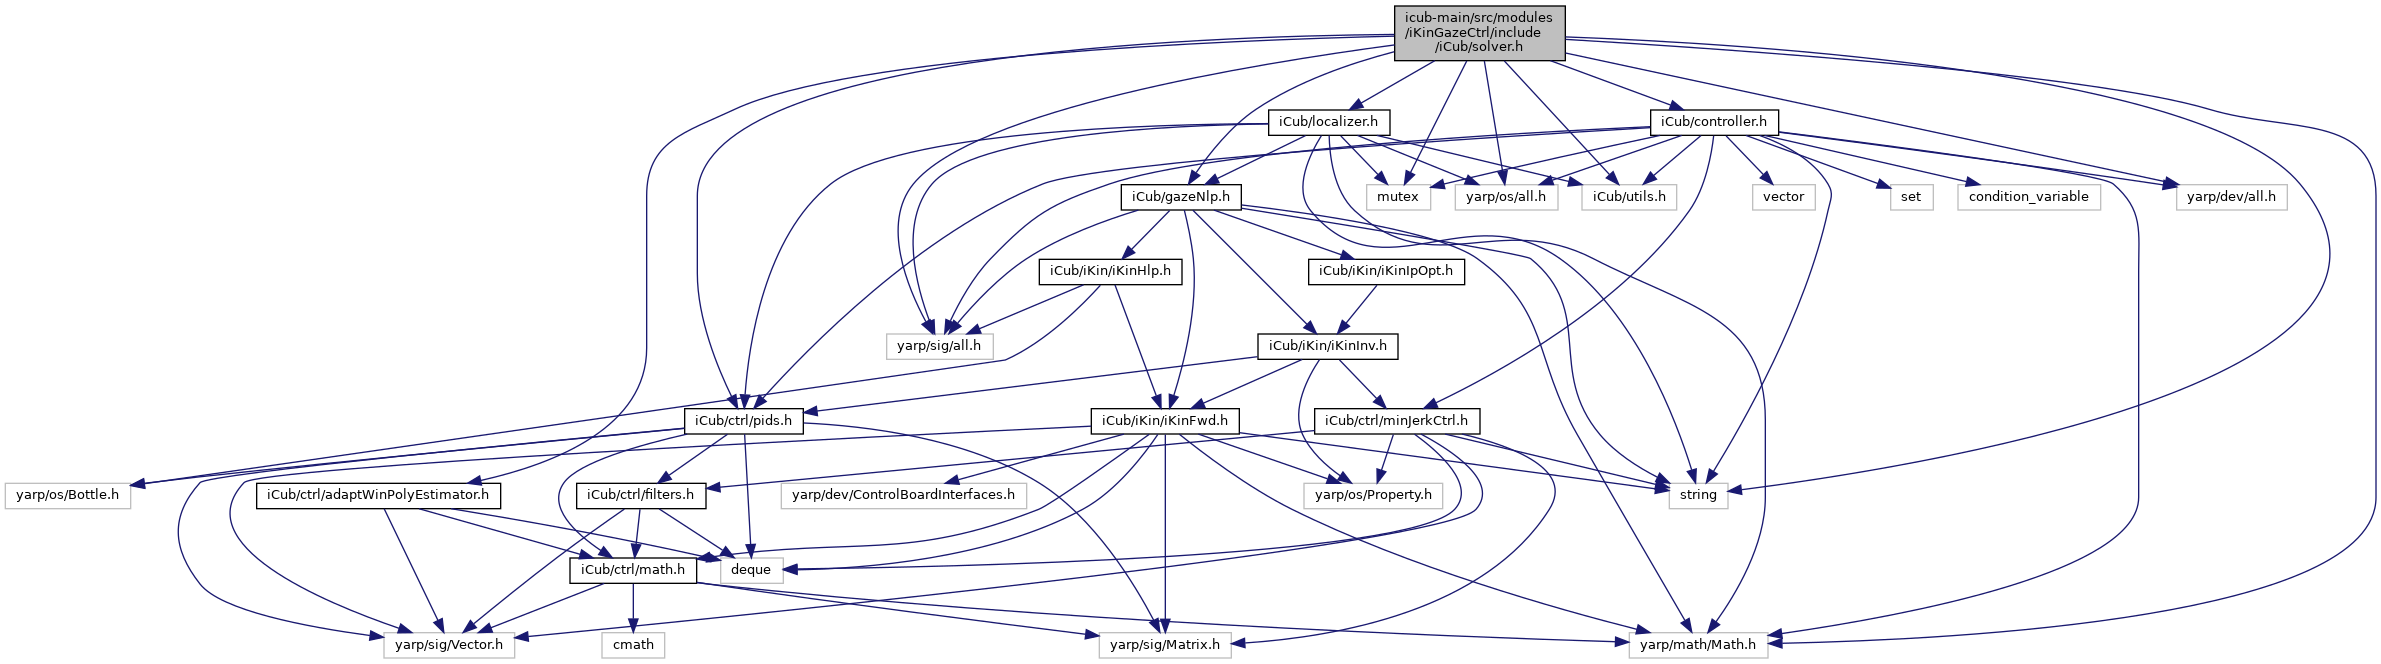 icub-main/src/modules
/iKinGazeCtrl/include
/iCub/solver.h
iCub/localizer.h
iCub/controller.h
iCub/gazeNlp.h
mutex
yarp/os/all.h
iCub/utils.h
vector
set
condition_variable
yarp/dev/all.h
iCub/iKin/iKinHlp.h
iCub/iKin/iKinIpOpt.h
yarp/sig/all.h
iCub/iKin/iKinInv.h
iCub/ctrl/pids.h
iCub/iKin/iKinFwd.h
iCub/ctrl/minJerkCtrl.h
yarp/os/Bottle.h
iCub/ctrl/adaptWinPolyEstimator.h
iCub/ctrl/filters.h
yarp/dev/ControlBoardInterfaces.h
yarp/os/Property.h
string
iCub/ctrl/math.h
deque
yarp/sig/Vector.h
cmath
yarp/sig/Matrix.h
yarp/math/Math.h